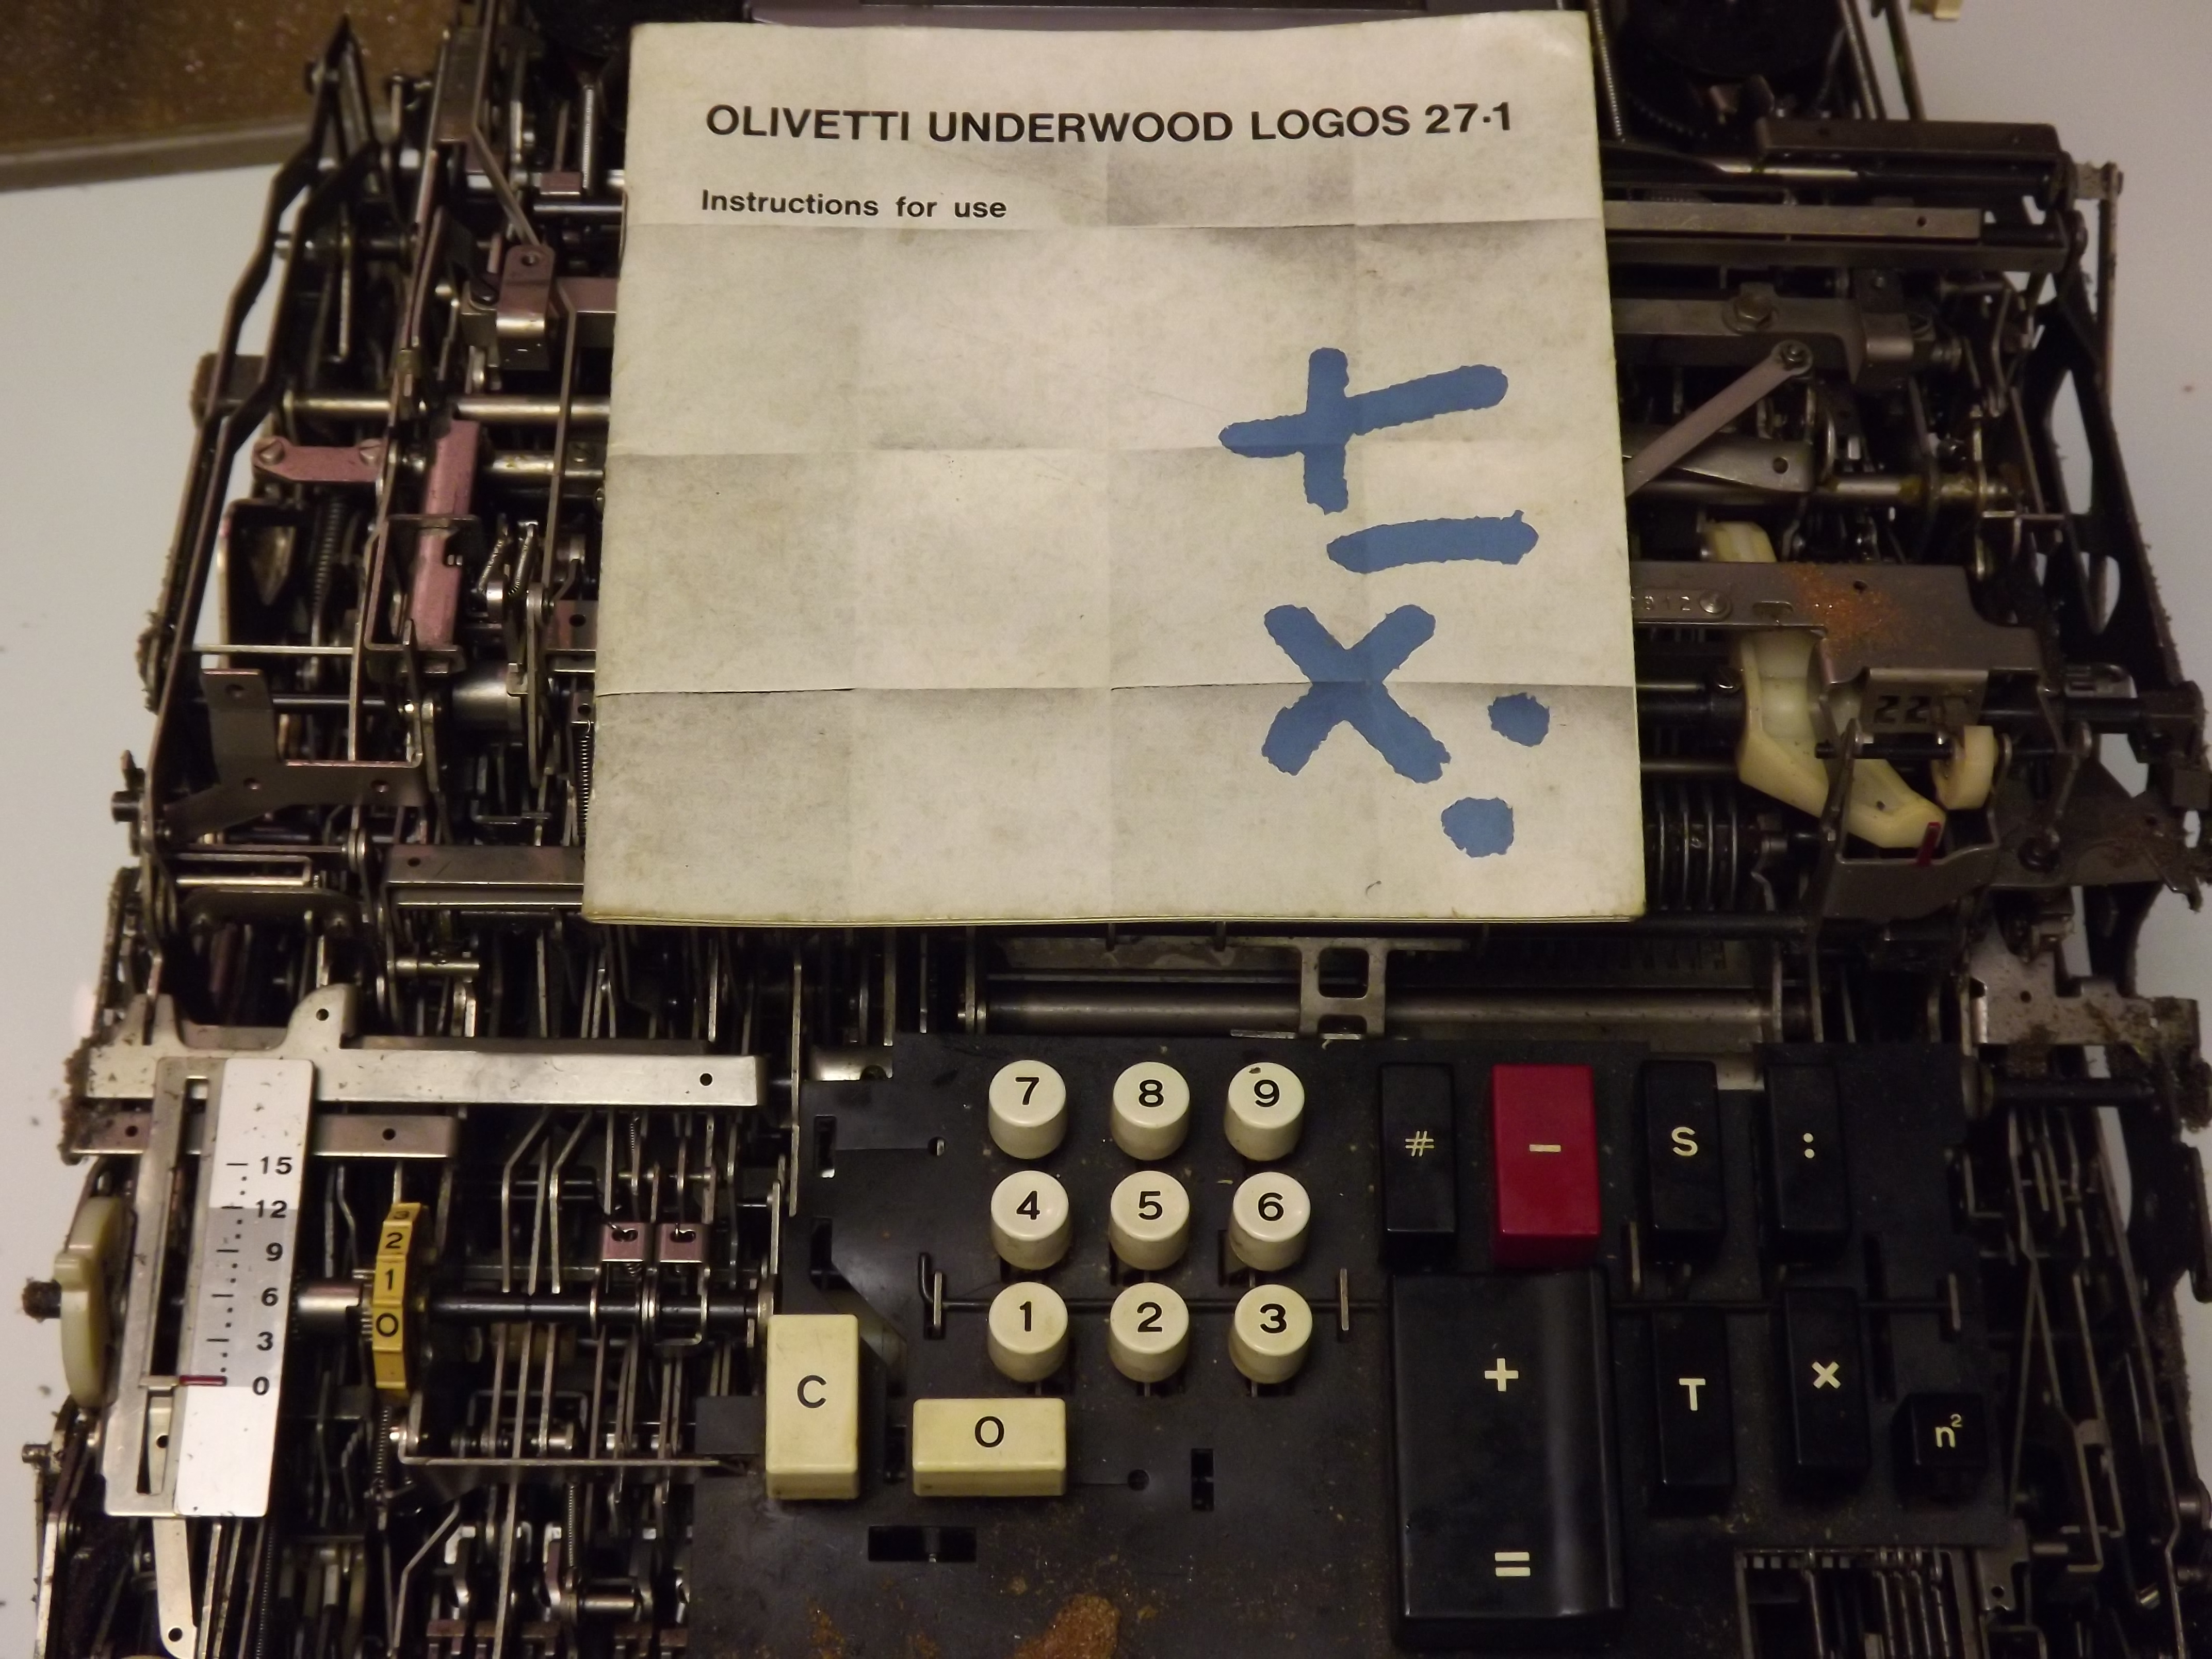 OLIVETTI UNDERWOOD LOGOS 27·1
Instructions for use
+
-
×
:
15
12
9
6
3
0
3
2
1
0
7 8 9 # - S :
4 5 6
1 2 3 + T × n²
C 0
=